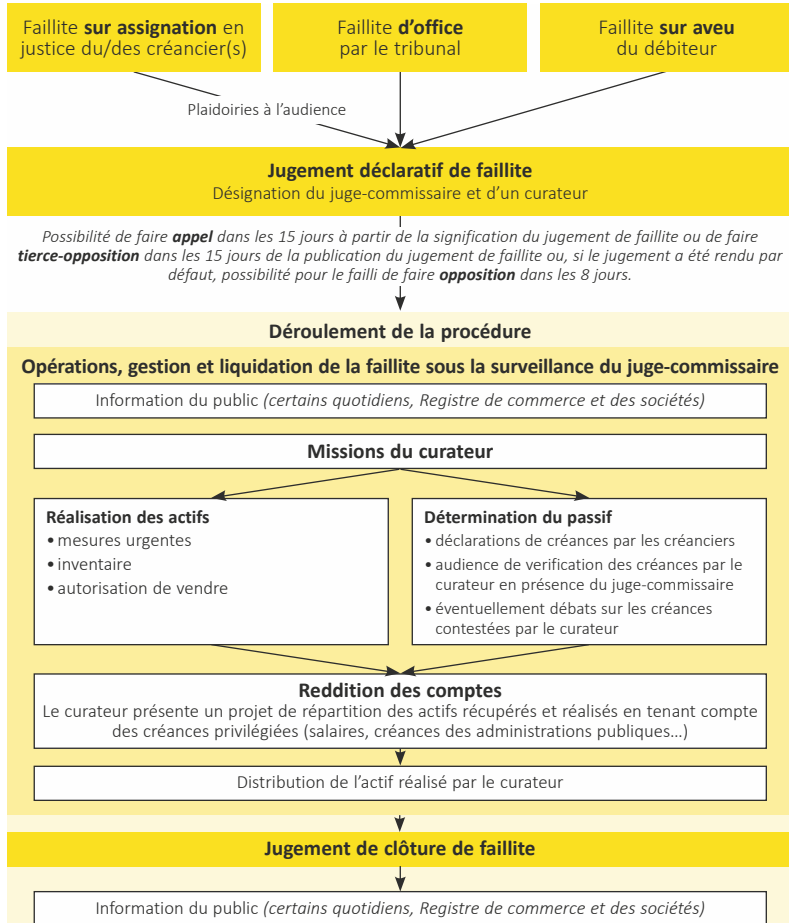 Faillite sur assignation en
justice du/des créancier(s)
Faillite d'office
par le tribunal
Faillite sur aveu
du débiteur
Plaidoiries à l'audience
Jugement déclaratif de faillite
Désignation du juge-commissaire et d'un curateur
Possibilité de faire appel dans les 15 jours à partir de la signification du jugement de faillite ou de faire
tierce-opposition dans les 15 jours de la publication du jugement de faillite ou, si le jugement a été rendu par
défaut, possibilité pour le failli de faire opposition dans les 8 jours.
Déroulement de la procédure
Opérations, gestion et liquidation de la faillite sous la surveillance du juge-commissaire
Information du public (certains quotidiens, Registre de commerce et des sociétés)
Missions du curateur
Réalisation des actifs
• mesures urgentes
• inventaire
• autorisation de vendre
Détermination du passif
• déclarations de créances par les créanciers
• audience de verification des créances par le
curateur en présence du juge-commissaire
• éventuellement débats sur les créances
contestées par le curateur
Reddition des comptes
Le curateur présente un projet de répartition des actifs récupérés et réalisés en tenant compte
des créances privilégiées (salaires, créances des administrations publiques…)
Distribution de l'actif réalisé par le curateur
Jugement de clôture de faillite
Information du public (certains quotidiens, Registre de commerce et des sociétés)